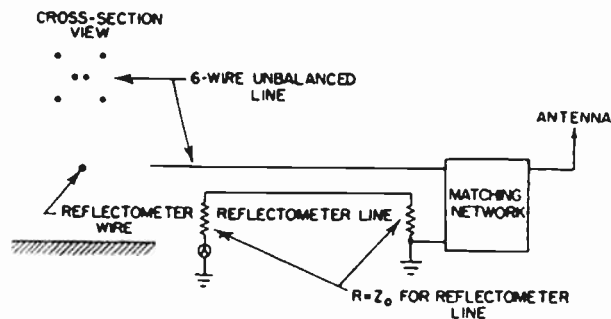 CROSS-SECTION
VIEW
6-WIRE UNBALANCED
LINE
ANTENNA
MATCHING
NETWORK
REFLECTOMETER
WIRE
REFLECTOMETER LINE
R=Z₀ FOR REFLECTOMETER
LINE